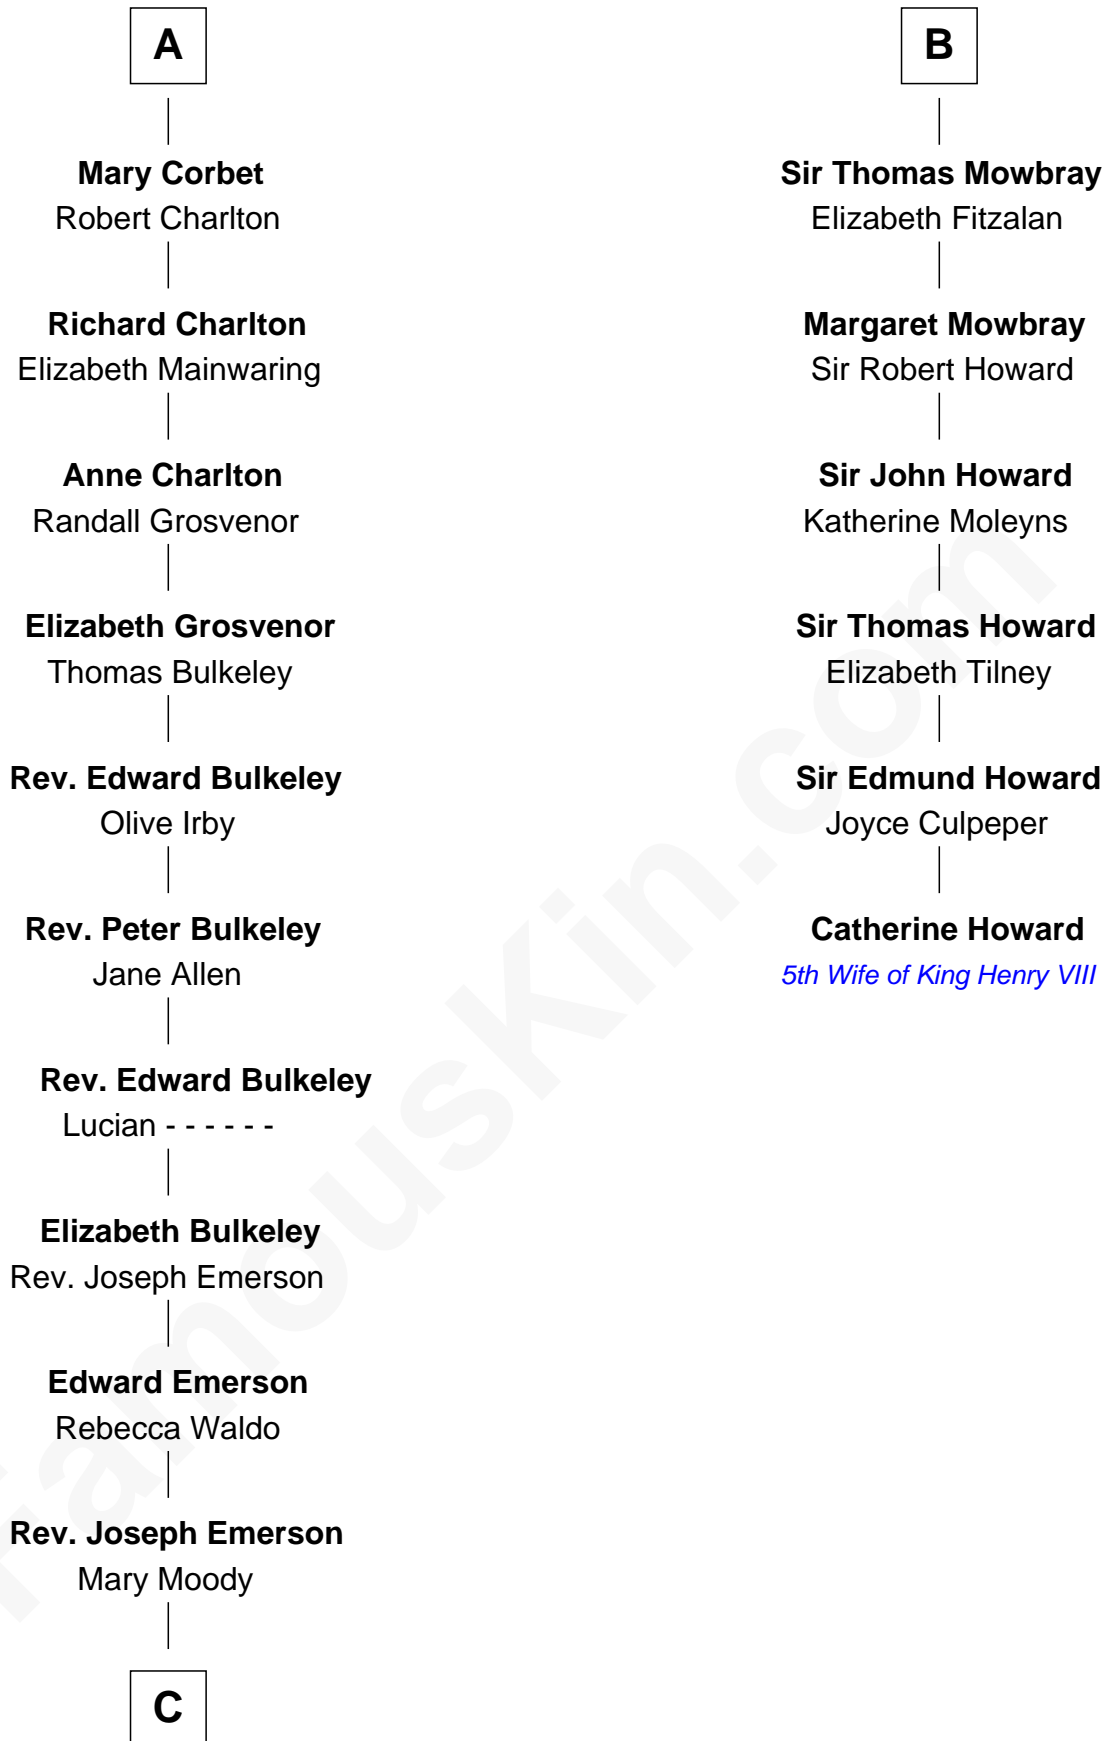 A
Mary Corbet
Robert Charlton
Richard Charlton
Elizabeth Mainwaring
Anne Charlton
Randall Grosvenor
Elizabeth Grosvenor
Thomas Bulkeley
Rev. Edward Bulkeley
Olive Irby
Rev. Peter Bulkeley
Jane Allen
Rev. Edward Bulkeley
Lucian - - - - - -
Elizabeth Bulkeley
Rev. Joseph Emerson
Edward Emerson
Rebecca Waldo
Rev. Joseph Emerson
Mary Moody
C
B
Sir Thomas Mowbray
Elizabeth Fitzalan
Margaret Mowbray
Sir Robert Howard
Sir John Howard
Katherine Moleyns
Sir Thomas Howard
Elizabeth Tilney
Sir Edmund Howard
Joyce Culpeper
Catherine Howard
5th Wife of King Henry VIII
FamousKin.com